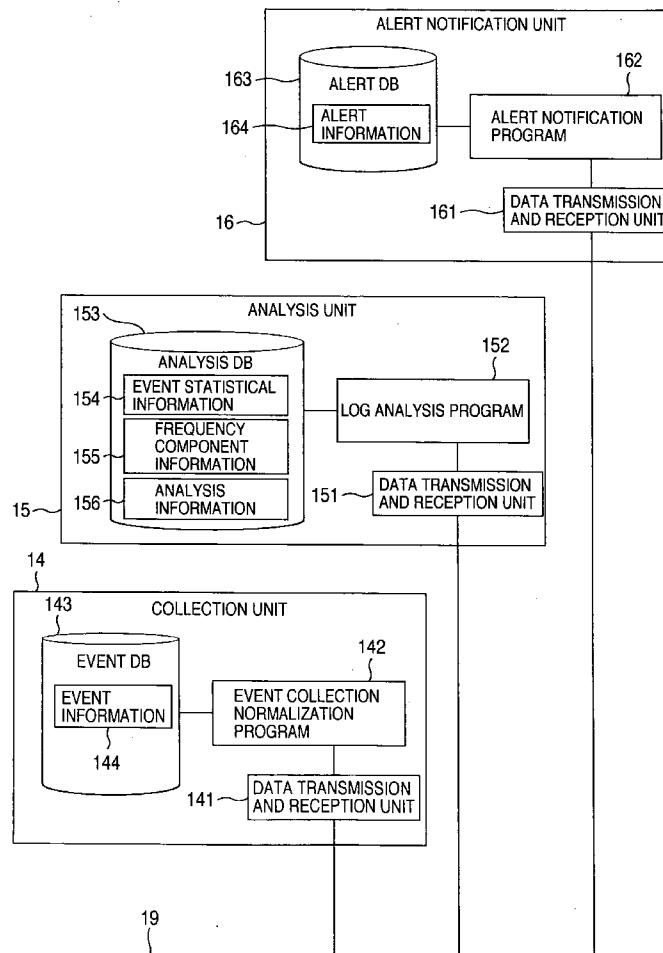 ALERT NOTIFICATION UNIT
163
162
ALERT DB
164
ALERT
INFORMATION
ALERT NOTIFICATION
PROGRAM
161
DATA TRANSMISSION
AND RECEPTION UNIT
16
ANALYSIS UNIT
153
152
ANALYSIS DB
154
EVENT STATISTICAL
INFORMATION
LOG ANALYSIS PROGRAM
155
FREQUENCY
COMPONENT
INFORMATION
156
ANALYSIS
INFORMATION
151
DATA TRANSMISSION
AND RECEPTION UNIT
15
14
COLLECTION UNIT
143
142
EVENT DB
EVENT
INFORMATION
144
EVENT COLLECTION
NORMALIZATION
PROGRAM
141
DATA TRANSMISSION
AND RECEPTION UNIT
19